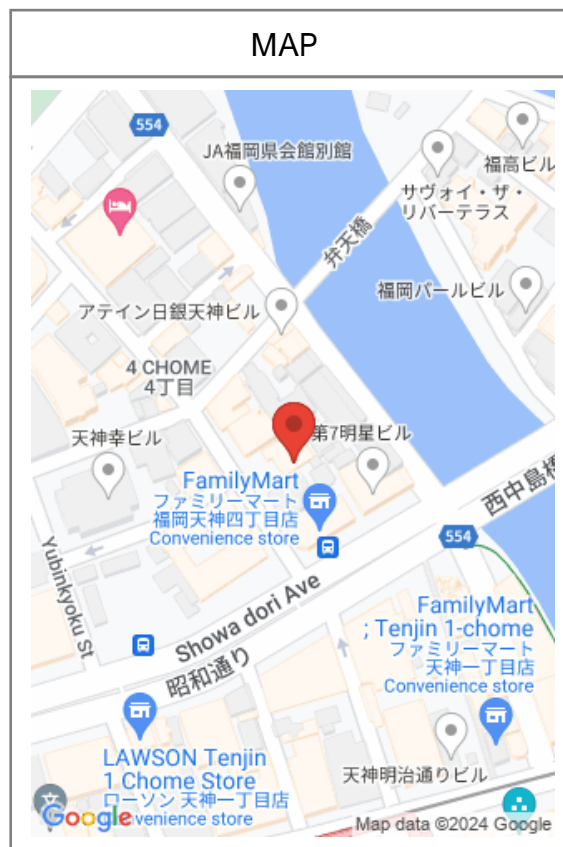 MAP
554
JA福岡県会館別館
福高ビル
サヴォイ・ザ・
リバーテラス
弁天橋
福岡パールビル
アテイン日銀天神ビル
4 CHOME
4丁目
天神幸ビル
第7明星ビル
FamilyMart
ファミリーマート
福岡天神四丁目店
Convenience store
西中島橋
554
Yubinkyoku St
Showa dori Ave
昭和通り
FamilyMart
; Tenjin 1-chome
ファミリーマート
天神一丁目店
Convenience store
LAWSON Tenjin
1 Chome Store
ローソン 天神一丁目店
Convenience store
天神明治通りビル
文
Google
Map data ©2024 Google